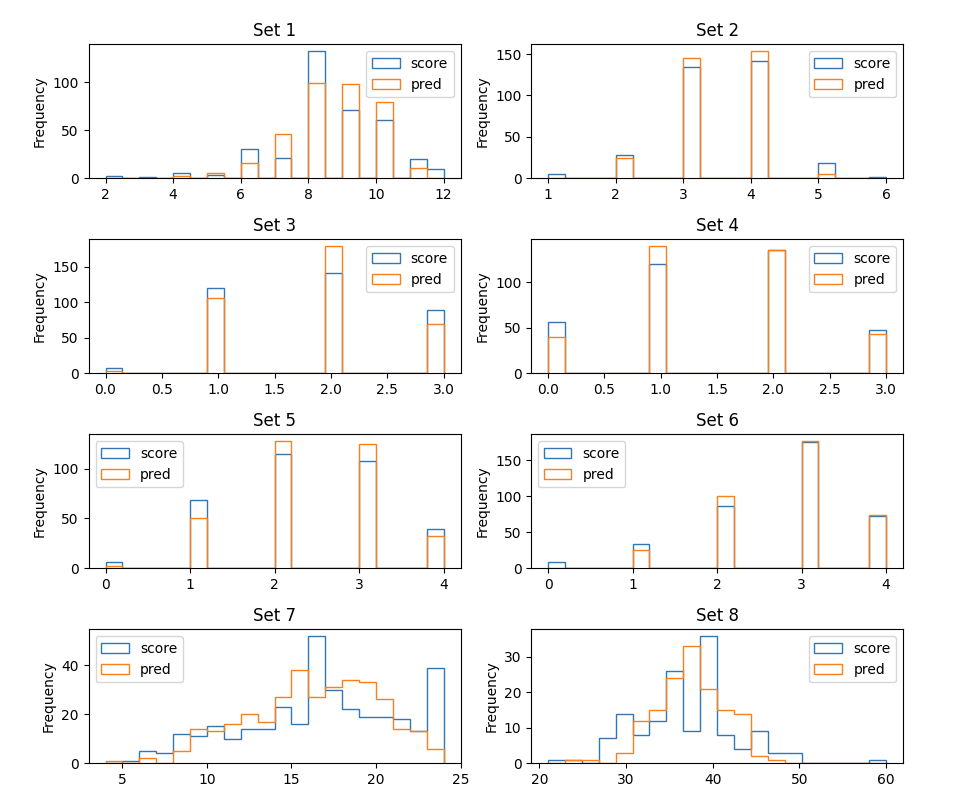 Set 1
Frequency
100
50
0
2 4 6 8 10 12
score
pred
Set 2
Frequency
150
100
50
0
1 2 3 4 5 6
score
pred
Set 3
Frequency
150
100
50
0
0.0 0.5 1.0 1.5 2.0 2.5 3.0
score
pred
Set 4
Frequency
100
50
0
0.0 0.5 1.0 1.5 2.0 2.5 3.0
score
pred
Set 5
Frequency
100
50
0
0 1 2 3 4
score
pred
Set 6
Frequency
150
100
50
0
0 1 2 3 4
score
pred
Set 7
Frequency
40
20
0
5 10 15 20 25
score
pred
Set 8
Frequency
30
20
10
0
20 30 40 50 60
score
pred